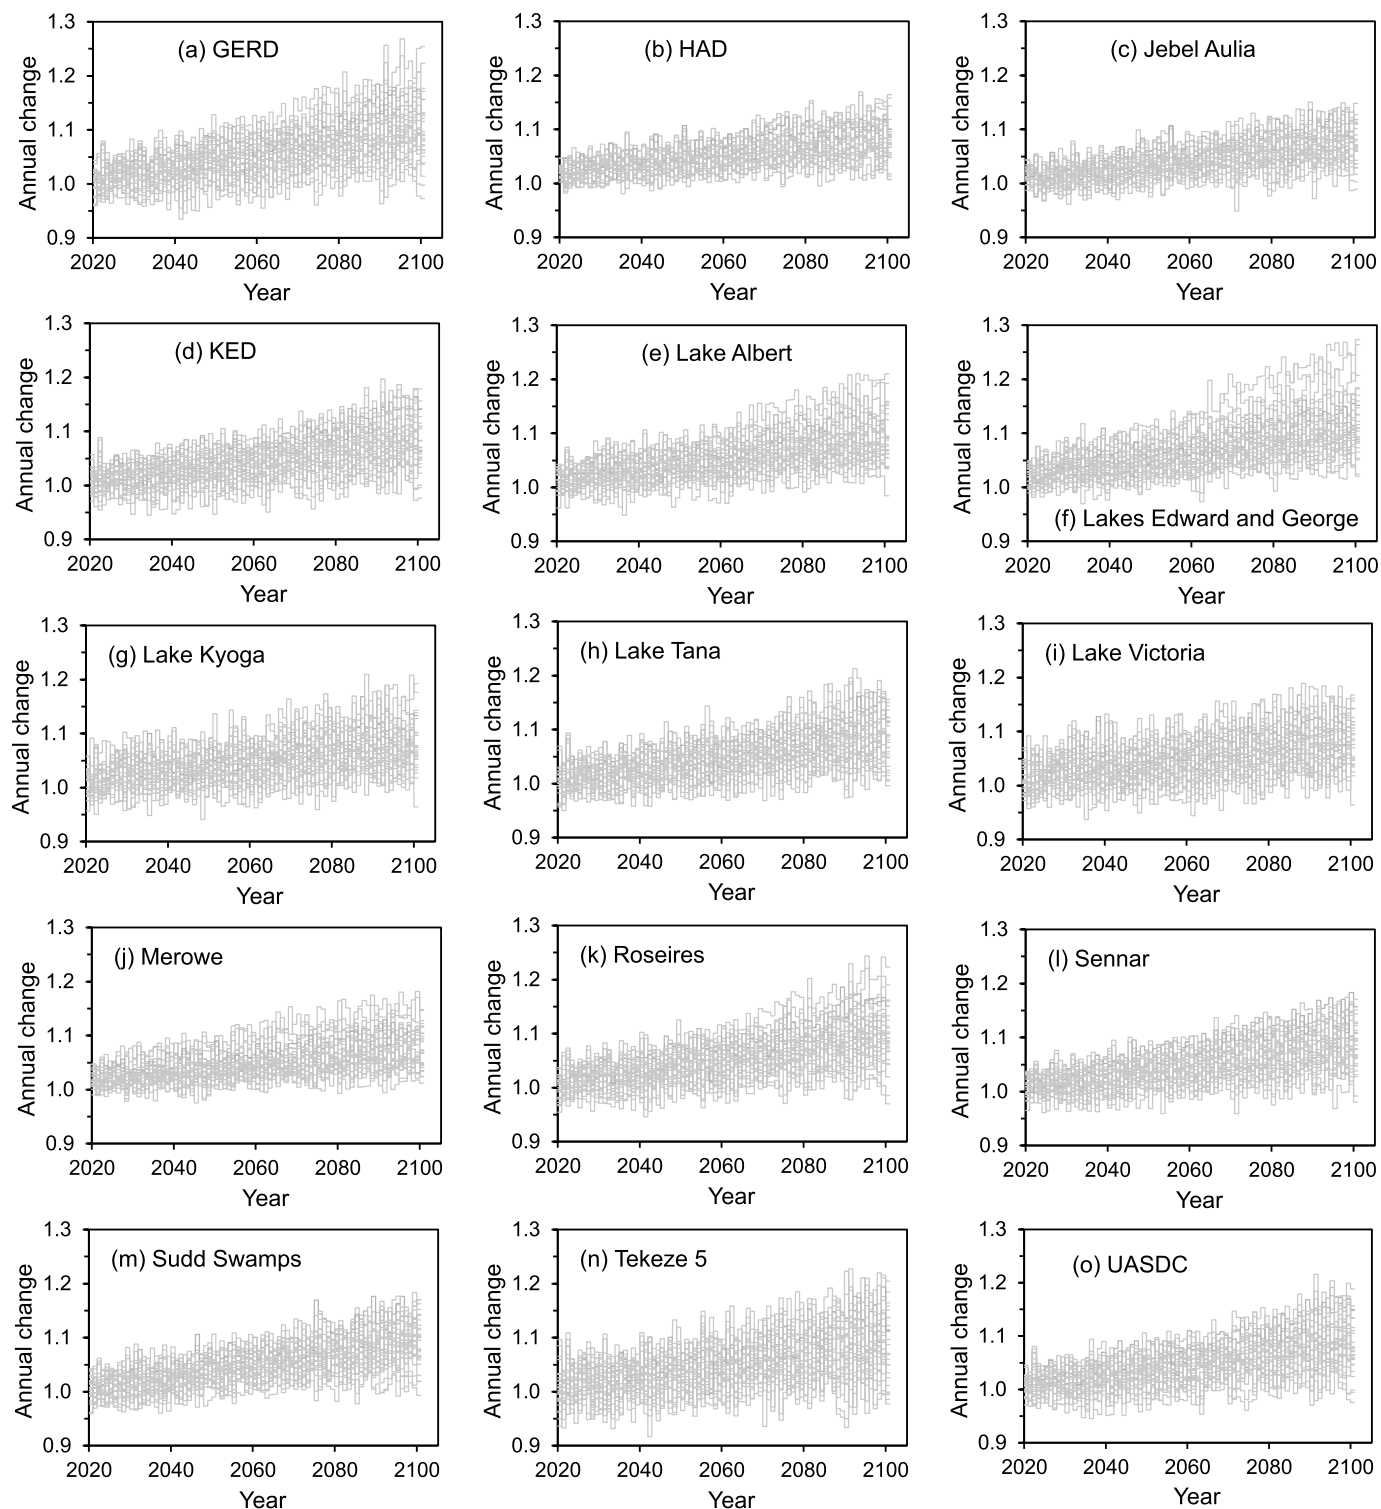 (a) GERD
Annual change
1.3
1.2
1.1
1.0
0.9
2020 2040 2060 2080 2100
Year
(b) HAD
Annual change
1.3
1.2
1.1
1.0
0.9
2020 2040 2060 2080 2100
Year
(c) Jebel Aulia
Annual change
1.3
1.2
1.1
1.0
0.9
2020 2040 2060 2080 2100
Year
(d) KED
Annual change
1.3
1.2
1.1
1.0
0.9
2020 2040 2060 2080 2100
Year
(e) Lake Albert
Annual change
1.3
1.2
1.1
1.0
0.9
2020 2040 2060 2080 2100
Year
Annual change
1.3
1.2
1.1
1.0
0.9
(f) Lakes Edward and George
2020 2040 2060 2080 2100
Year
(g) Lake Kyoga
Annual change
1.3
1.2
1.1
1.0
0.9
2020 2040 2060 2080 2100
Year
(h) Lake Tana
Annual change
1.3
1.2
1.1
1.0
0.9
2020 2040 2060 2080 2100
Year
(i) Lake Victoria
Annual change
1.3
1.2
1.1
1.0
0.9
2020 2040 2060 2080 2100
Year
(j) Merowe
Annual change
1.3
1.2
1.1
1.0
0.9
2020 2040 2060 2080 2100
Year
(k) Roseires
Annual change
1.3
1.2
1.1
1.0
0.9
2020 2040 2060 2080 2100
Year
(l) Sennar
Annual change
1.3
1.2
1.1
1.0
0.9
2020 2040 2060 2080 2100
Year
(m) Sudd Swamps
Annual change
1.3
1.2
1.1
1.0
0.9
2020 2040 2060 2080 2100
Year
(n) Tekeze 5
Annual change
1.3
1.2
1.1
1.0
0.9
2020 2040 2060 2080 2100
Year
(o) UASDC
Annual change
1.3
1.2
1.1
1.0
0.9
2020 2040 2060 2080 2100
Year